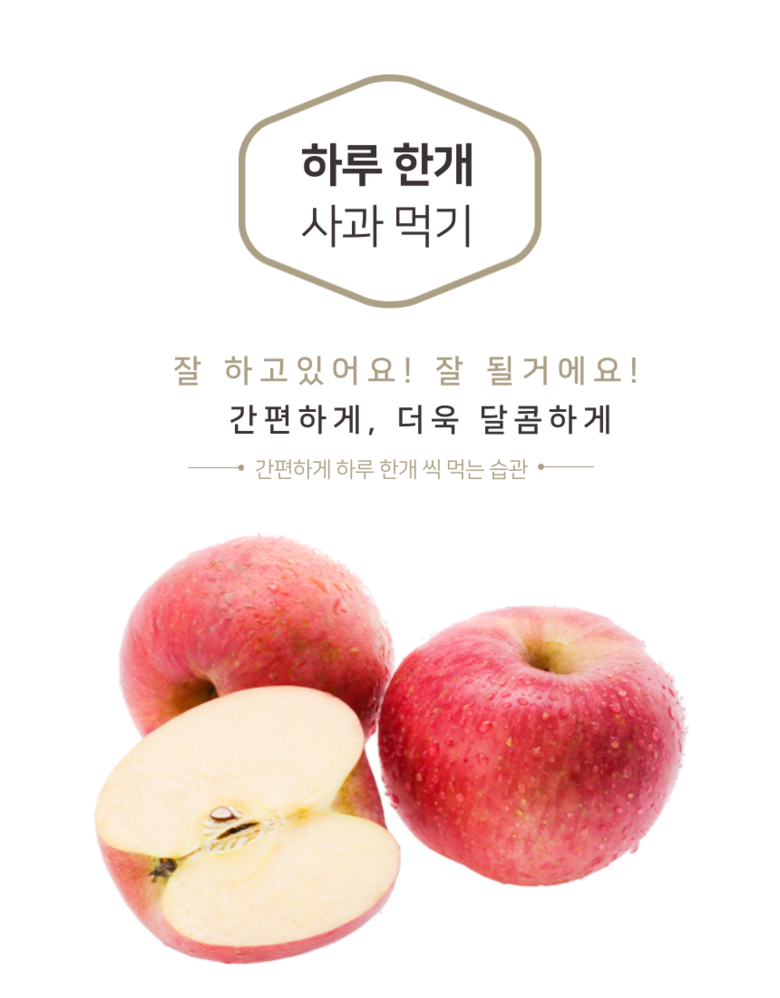 하루 한개
사과 먹기
잘 하고있어요! 잘 될거에요!
간편하게, 더욱 달콤하게
간편하게 하루 한개 씩 먹는 습관